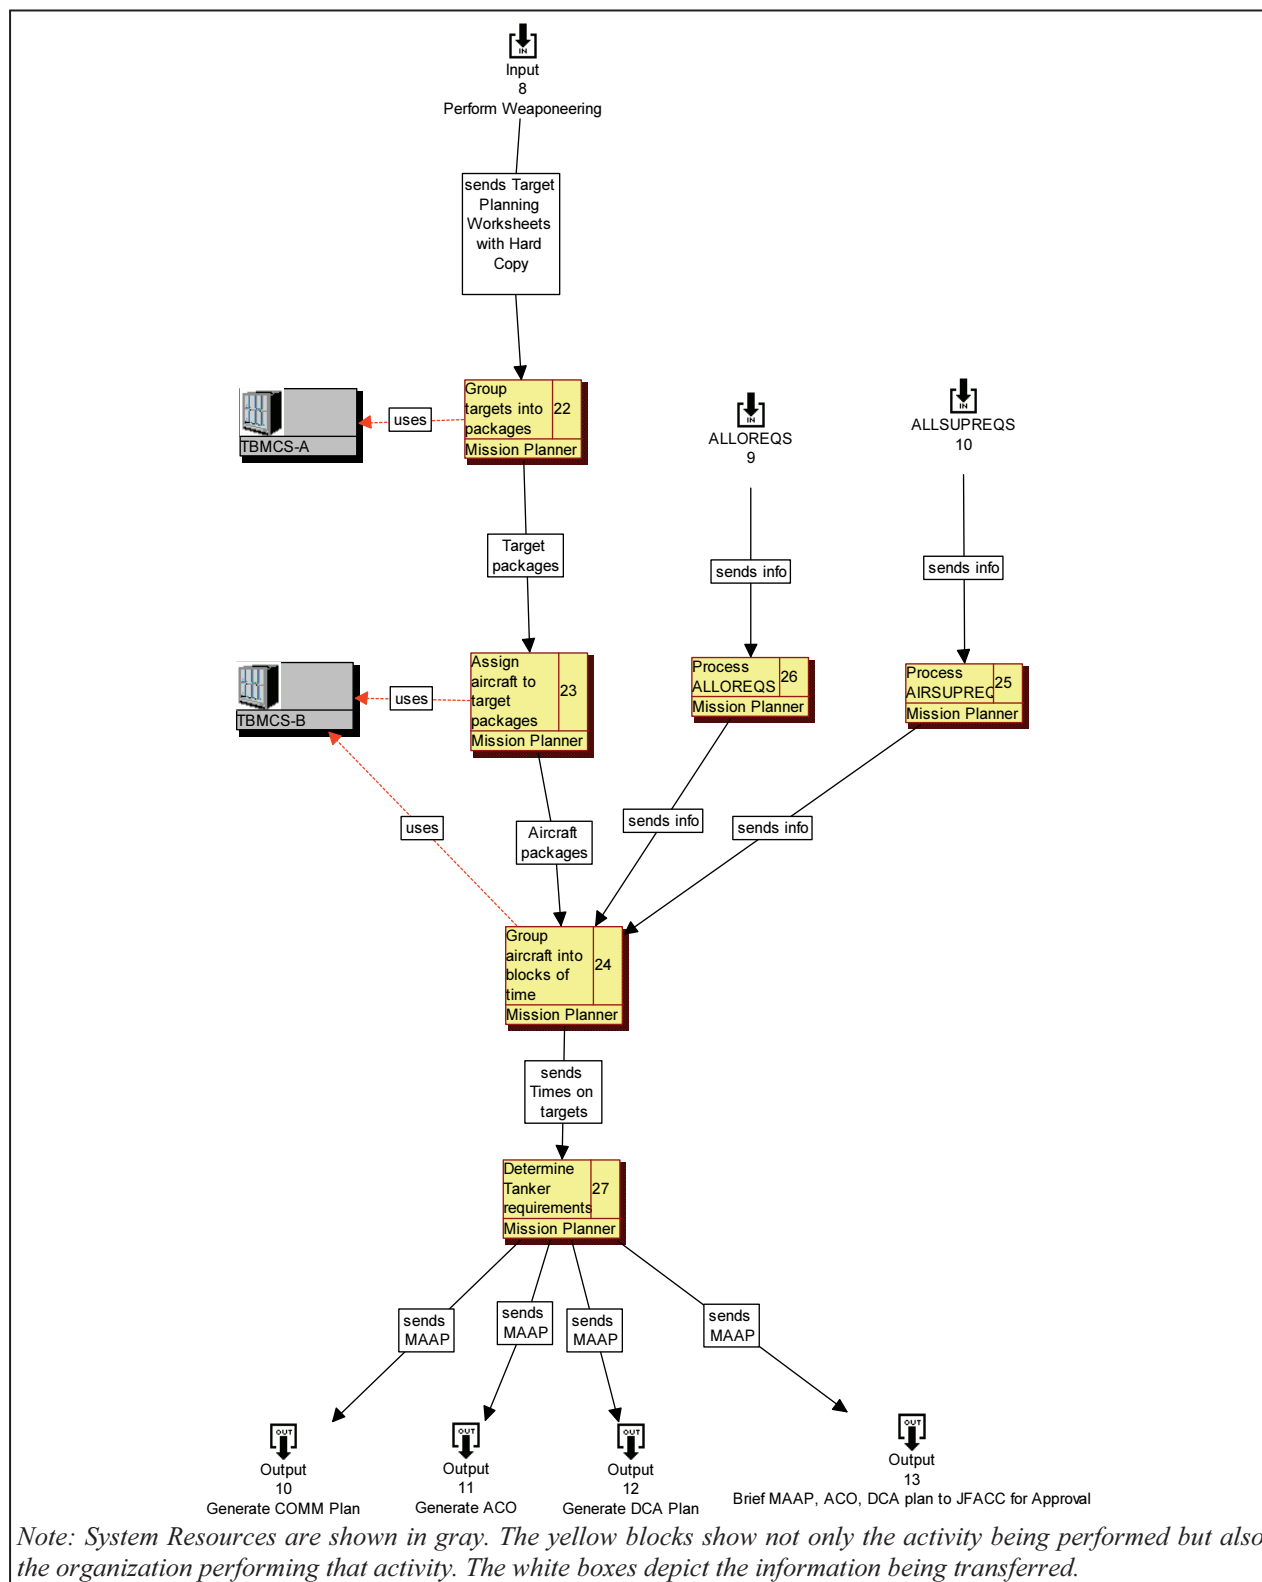 IN
Input
8
Perform Weaponeering
sends Target
Planning
Worksheets
with Hard
Copy
Group
targets into
packages
22
Mission Planner
uses
TBMCS-A
IN
ALLOREQS
9
IN
ALLSUPREQS
10
Target
packages
sends info
sends info
Assign
aircraft to
target
packages
23
Mission Planner
uses
TBMCS-B
Process
ALLOREQS
26
Mission Planner
Process
AIRSUPREQ
25
Mission Planner
uses
Aircraft
packages
sends info
sends info
Group
aircraft into
blocks of
time
24
Mission Planner
sends
Times on
targets
Determine
Tanker
requirements
27
Mission Planner
sends
MAAP
sends
MAAP
sends
MAAP
sends
MAAP
OUT
Output
10
Generate COMM Plan
OUT
Output
11
Generate ACO
OUT
Output
12
Generate DCA Plan
OUT
Output
13
Brief MAAP, ACO, DCA plan to JFACC for Approval
Note: System Resources are shown in gray. The yellow blocks show not only the activity being performed but also
the organization performing that activity. The white boxes depict the information being transferred.